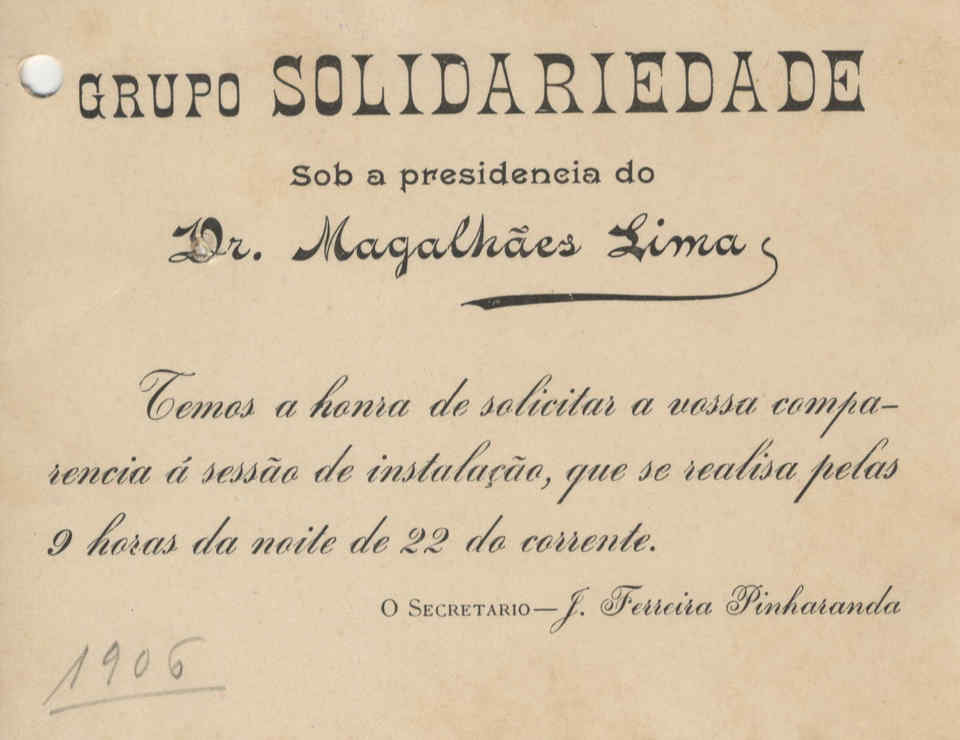 GRUPO SOLIDARIEDADE
Sob a presidencia do
Dr. Magalhães Lima
Temos a honra de solicitar a vossa compa-
rencia á sessão de instalação, que se realisa pelas
9 horas da noite de 22 do corrente.
O SECRETARIO—J. Ferreira Pinharanda
1906